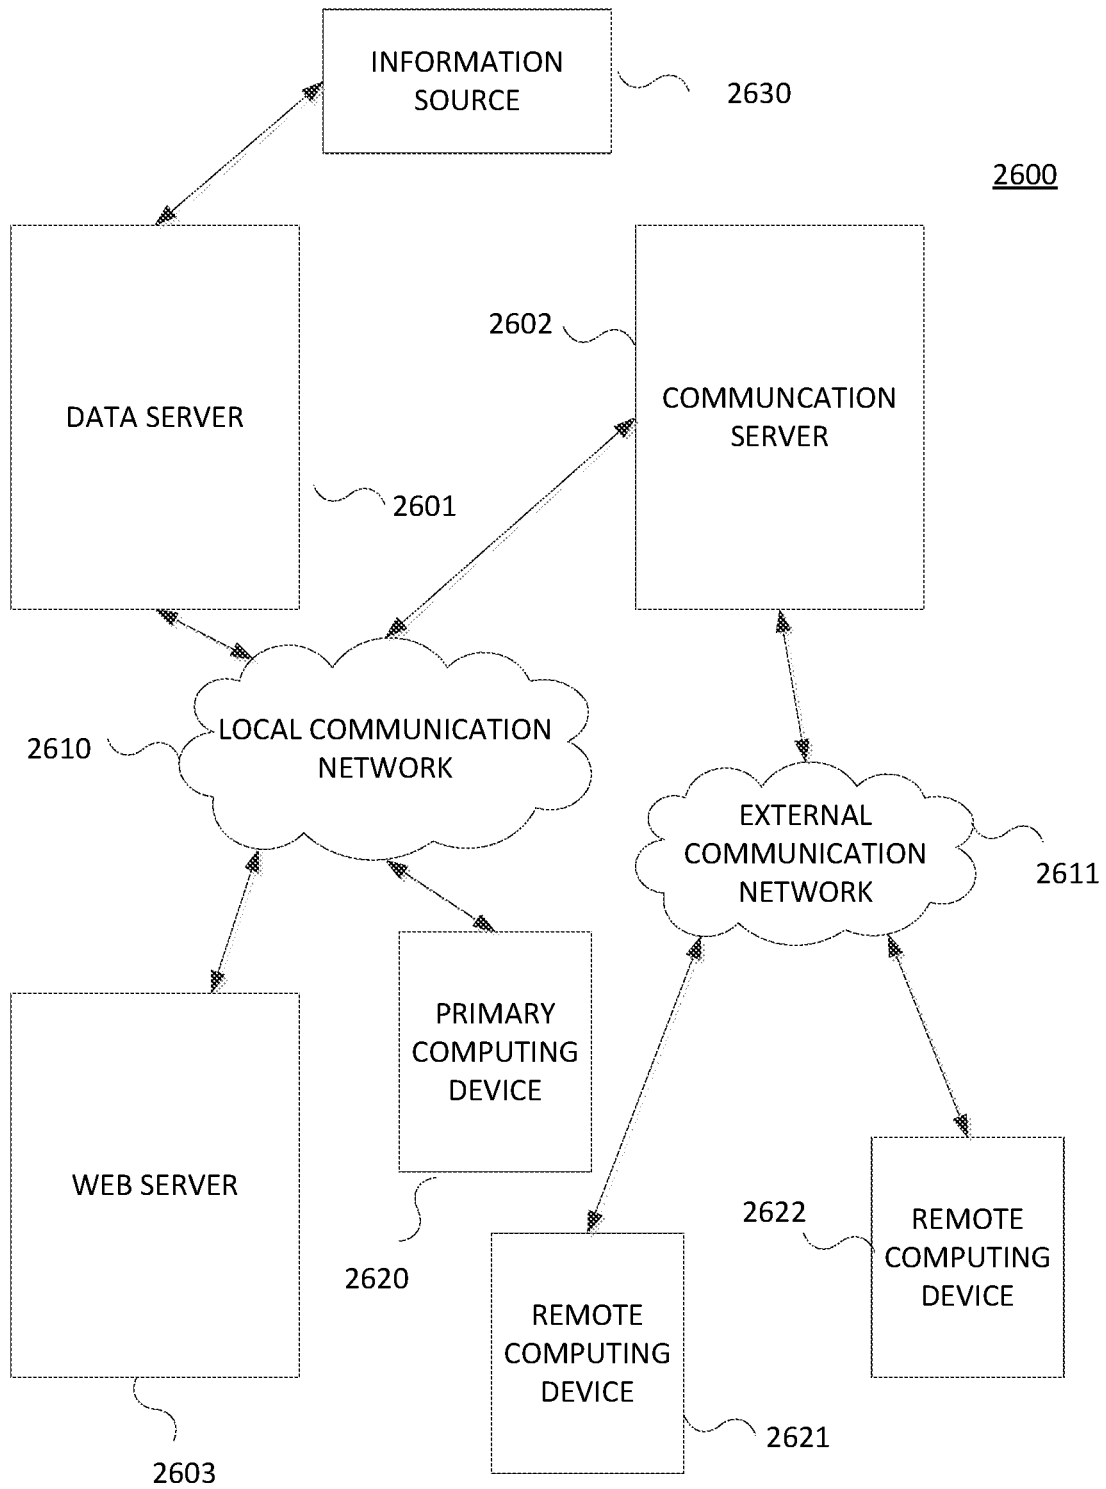 INFORMATION
SOURCE
2630
2600
2602
DATA SERVER
COMMUNCATION
SERVER
2601
LOCAL COMMUNICATION
NETWORK
2610
EXTERNAL
COMMUNICATION
NETWORK
2611
PRIMARY
COMPUTING
DEVICE
WEB SERVER
2620
2622
REMOTE
COMPUTING
DEVICE
REMOTE
COMPUTING
DEVICE
2621
2603